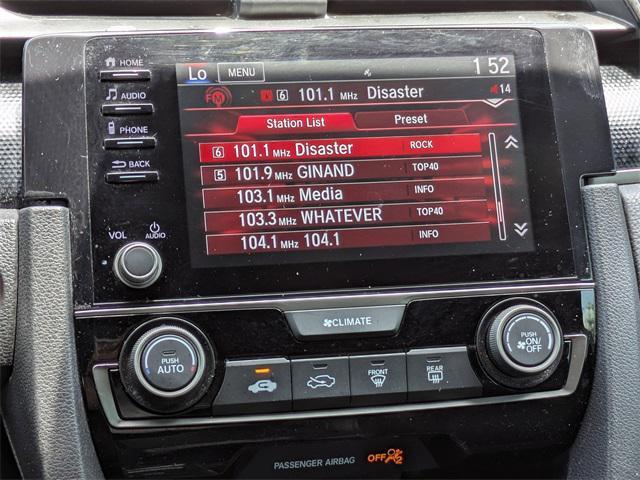 HOME
AUDIO
PHONE
BACK
VOL AUDIO
Lo MENU 1 52
FM 6 101.1 MHz Disaster 14
Station List Preset
6 101.1 MHz Disaster ROCK
5 101.9 MHz GINAND TOP40
103.1 MHz Media INFO
103.3 MHz WHATEVER TOP40
104.1 MHz 104.1 INFO
CLIMATE
PUSH AUTO
FRONT
REAR
PUSH ON/OFF
PASSENGER AIRBAG OFF